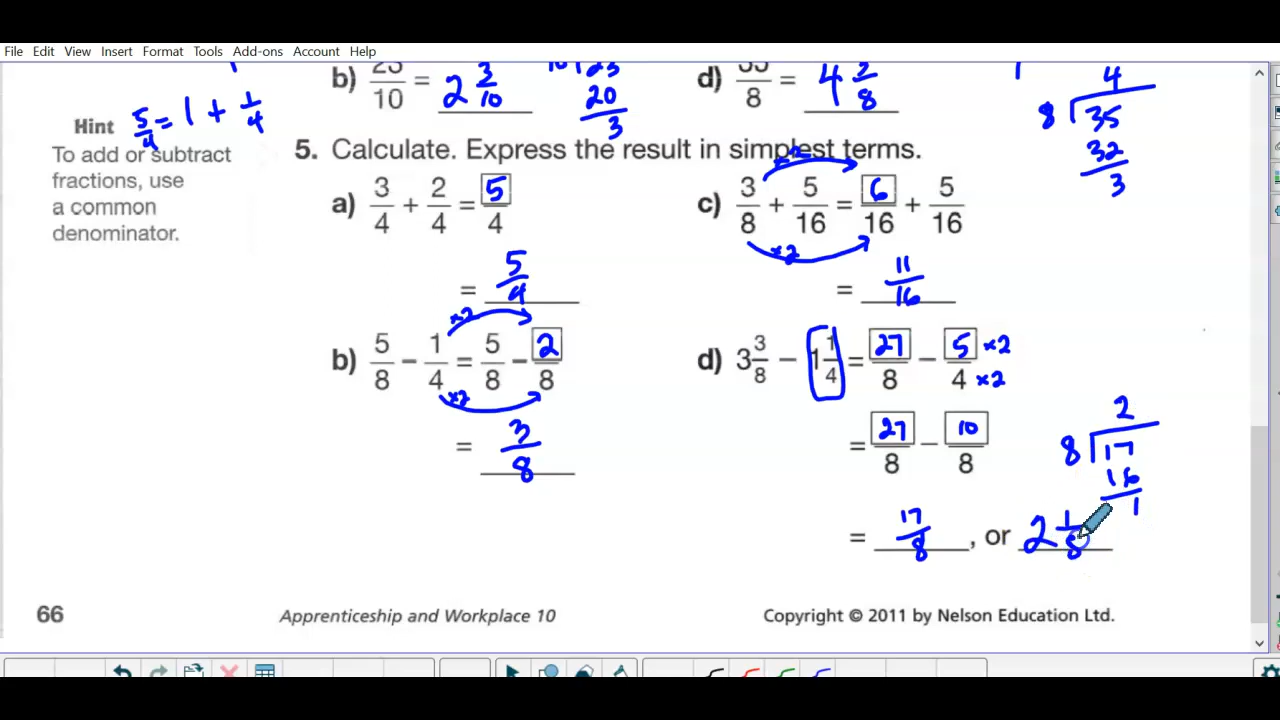 File Edit View Insert Format Tools Add-ons Account Help
b) 23/10 = 2 3/10
10 23
20
3
d) 35/8 = 4 2/8
4
8 35
32
3
Hint 5/4 = 1 + 1/4
To add or subtract
fractions, use
a common
denominator.
5. Calculate. Express the result in simplest terms.
a) 3/4 + 2/4 = 5/4
= 5/4
b) 5/8 − 1/4 = 5/8 − 2/8
×2
×2
= 3/8
c) 3/8 + 5/16 = 6/16 + 5/16
×2
×2
= 11/16
d) 3 3/8 − 1 1/4 = 27/8 − 5/4 ×2 ×2
= 27/8 − 10/8
= 17/8, or 2 1/8
2
8 17
16
1
66 Apprenticeship and Workplace 10 Copyright © 2011 by Nelson Education Ltd.